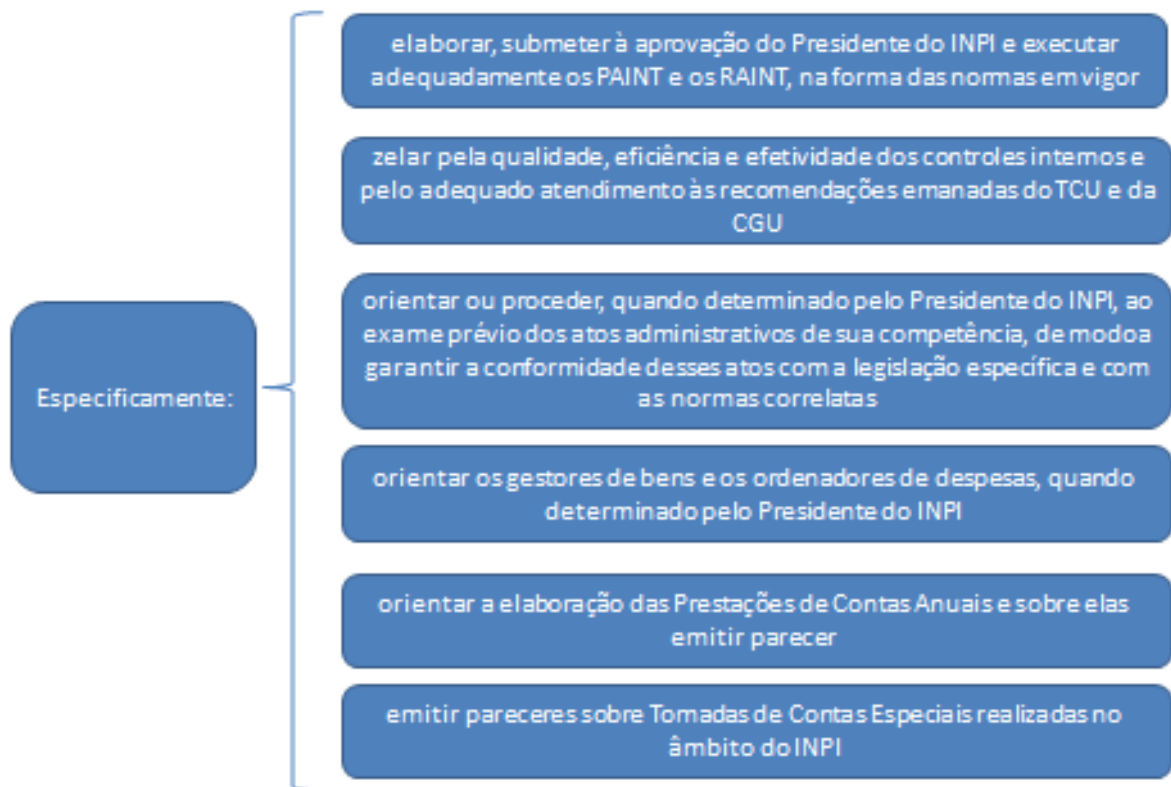 Especificamente:
elaborar, submeter à aprovação do Presidente do INPI e executar
adequadamente os PAINT e os RAINT, na forma das normas em vigor
zelar pela qualidade, eficiência e efetividade dos controles internos e
pelo adequado atendimento às recomendações emanadas do TCU e da
CGU
orientar ou proceder, quando determinado pelo Presidente do INPI, ao
exame prévio dos atos administrativos de sua competência, de modo a
garantir a conformidade desses atos com a legislação específica e com
as normas correlatas
orientar os gestores de bens e os ordenadores de despesas, quando
determinado pelo Presidente do INPI
orientar a elaboração das Prestações de Contas Anuais e sobre elas
emitir parecer
emitir pareceres sobre Tomadas de Contas Especiais realizadas no
âmbito do INPI